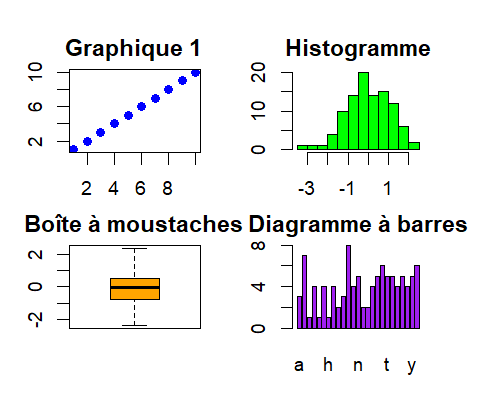 Graphique 1
10
6
2
2 4 6 8
Histogramme
20
10
0
-3 -1 1
Boîte à moustaches
2
0
-2
Diagramme à barres
8
4
0
a h n t y